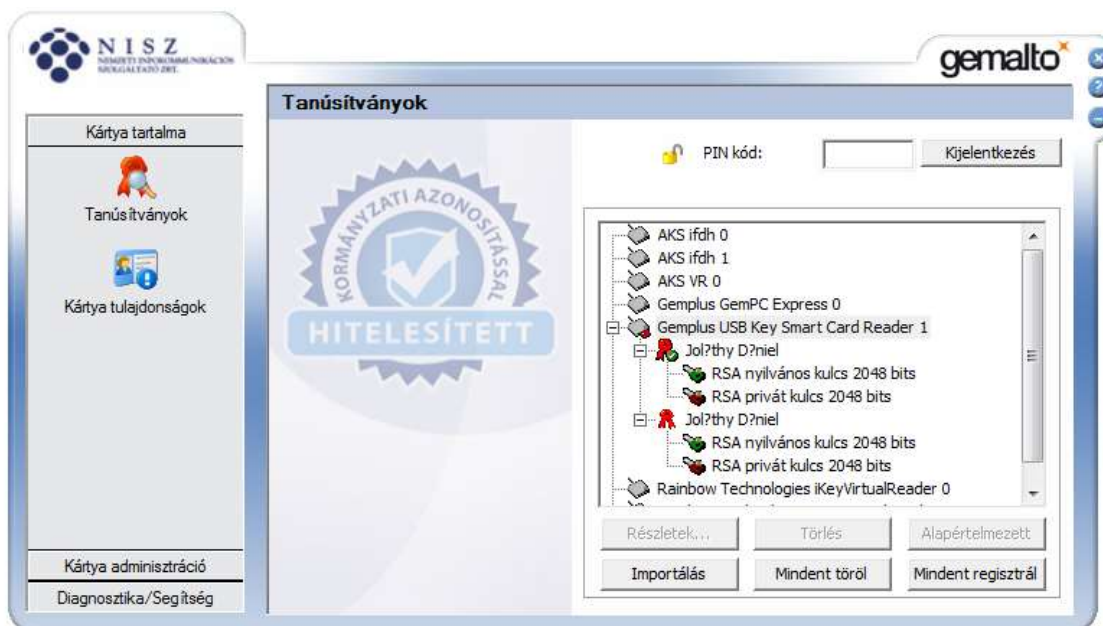 NISZ
NEMZETI INFOKOMMUNIKÁCIÓS
SZOLGÁLTATÓ ZRT.
gemalto
Tanúsítványok
Kártya tartalma
Tanúsítványok
Kártya tulajdonságok
Kártya adminisztráció
Diagnosztika/Segítség
KORMÁNYZATI AZONOSÍTÁSSAL
HITELESÍTETT
PIN kód:
Kijelentkezés
AKS ifdh 0
AKS ifdh 1
AKS VR 0
Gemplus GemPC Express 0
Gemplus USB Key Smart Card Reader 1
Jol?thy D?niel
RSA nyilvános kulcs 2048 bits
RSA privát kulcs 2048 bits
Jol?thy D?niel
RSA nyilvános kulcs 2048 bits
RSA privát kulcs 2048 bits
Rainbow Technologies iKeyVirtualReader 0
Részletek...
Törlés
Alapértelmezett
Importálás
Mindent töröl
Mindent regisztrál